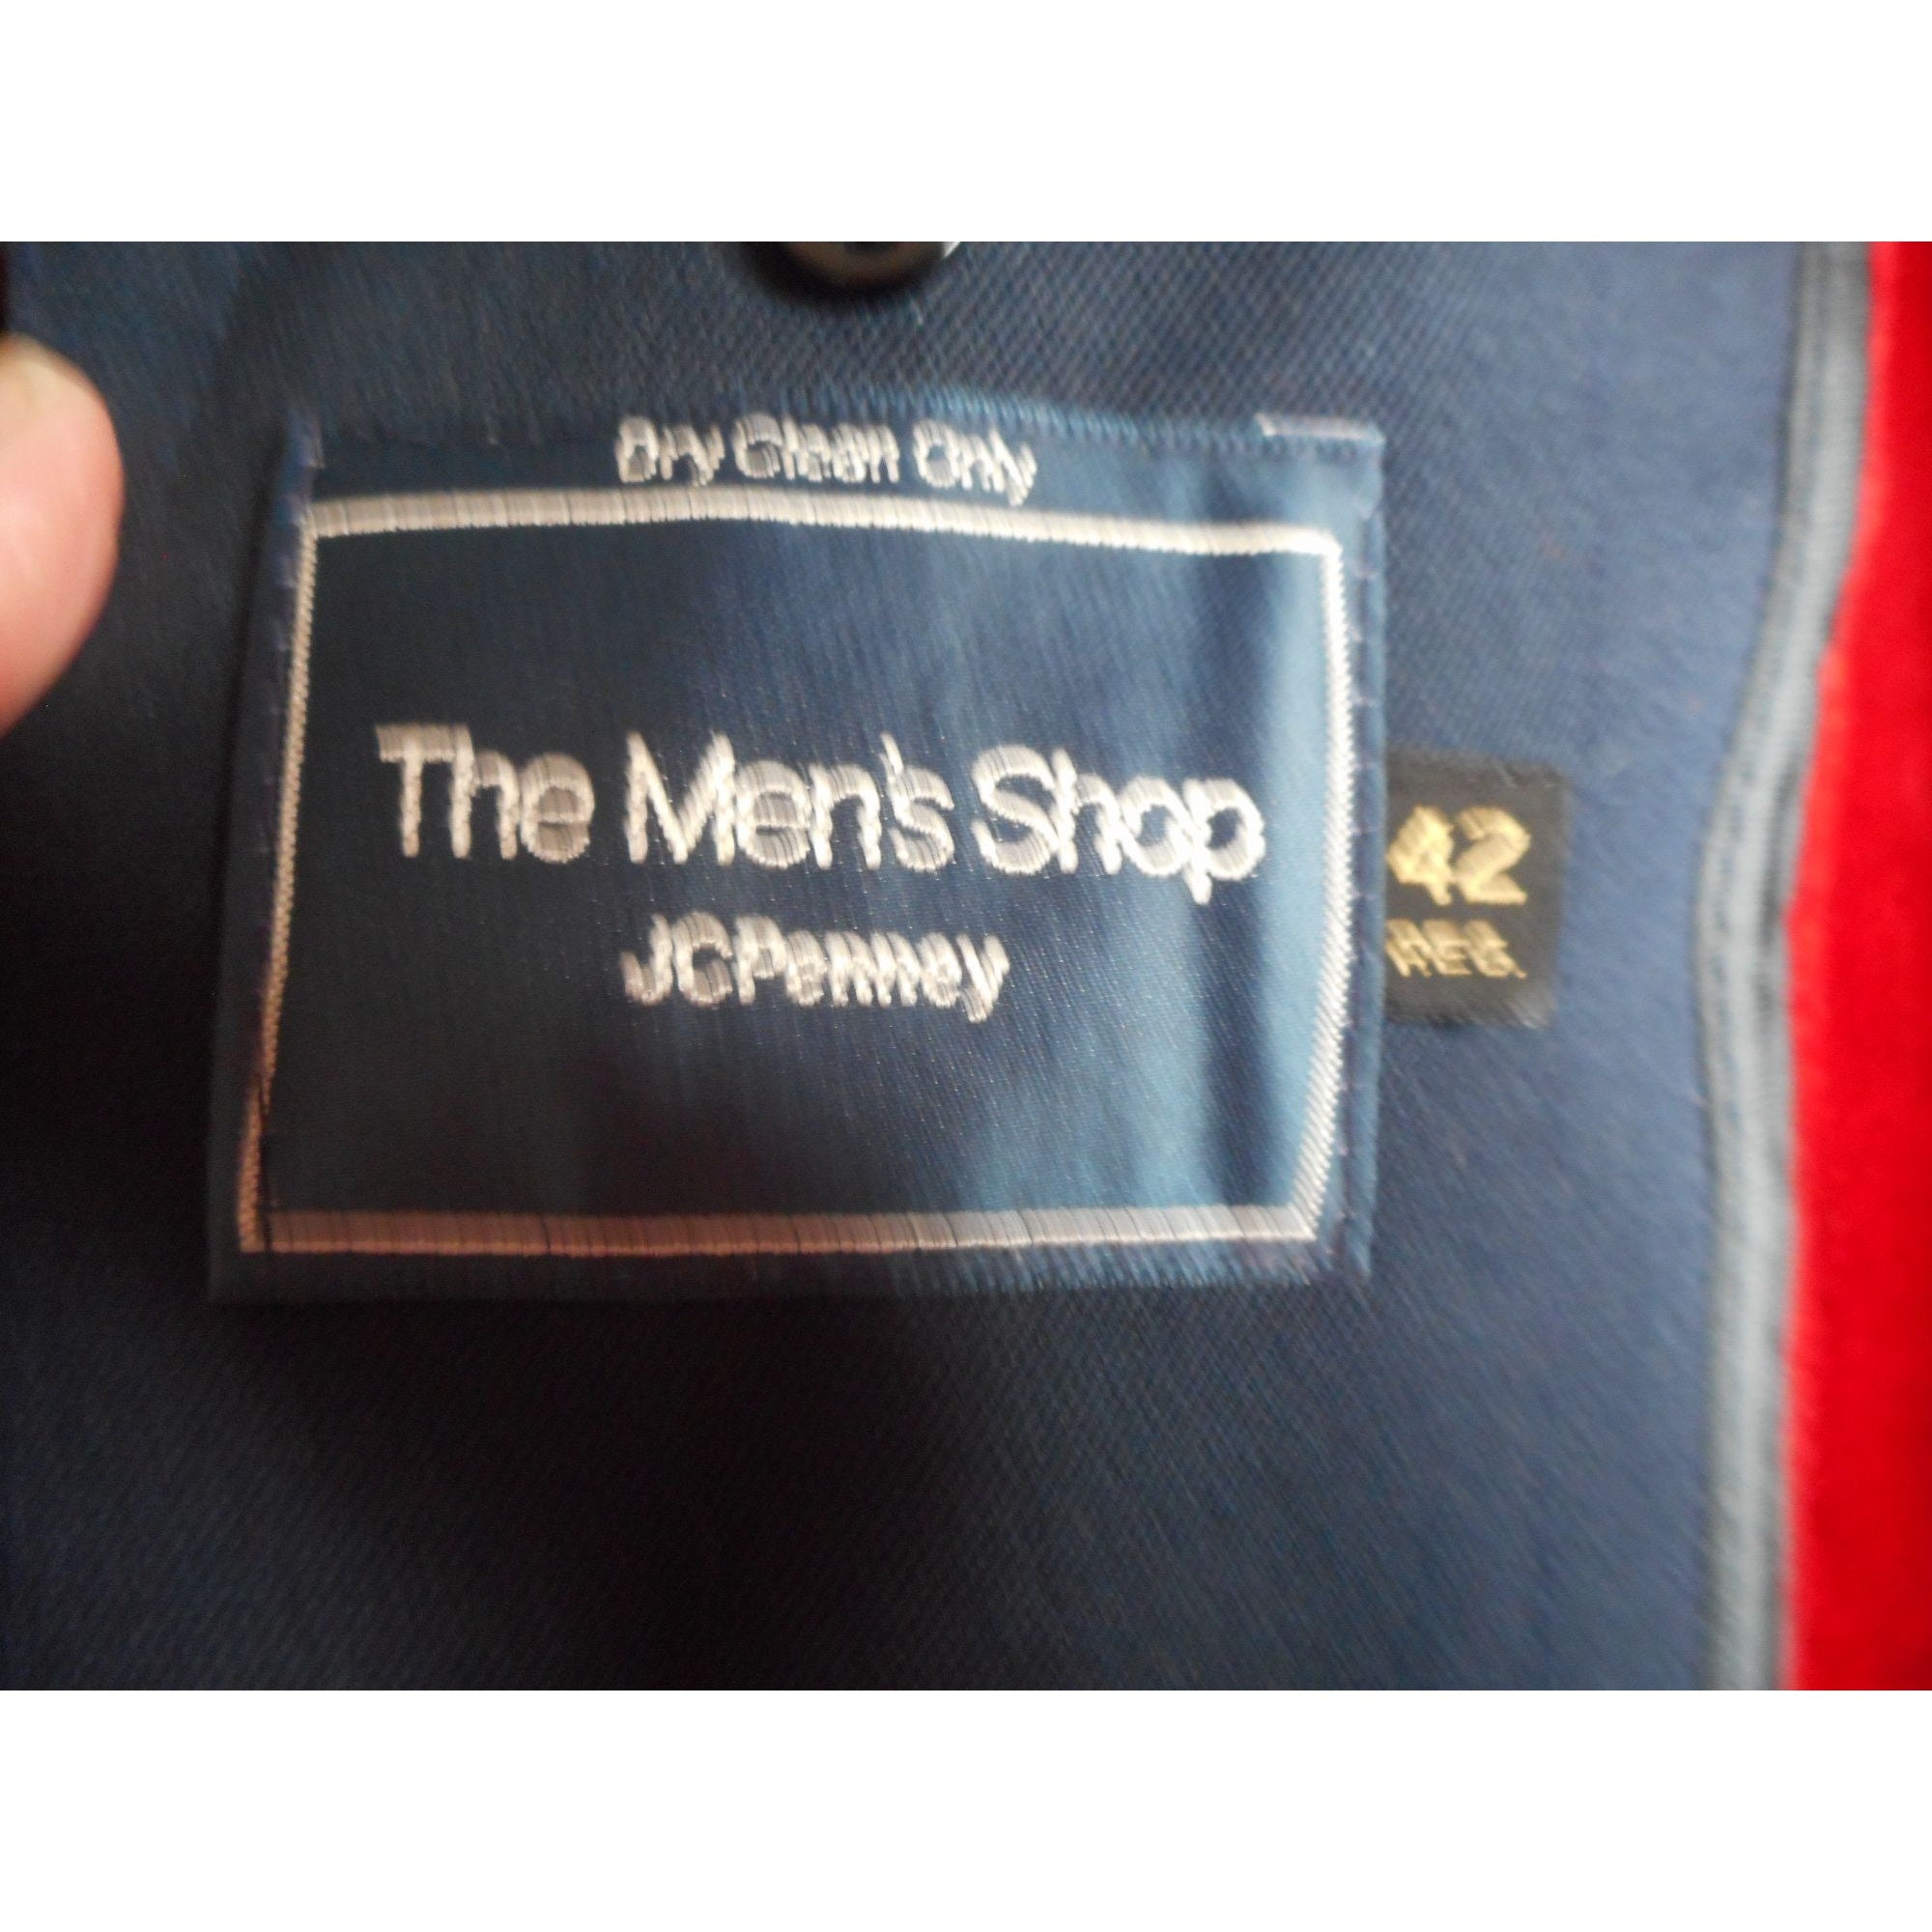 Dry Clean Only
The Men's Shop
JCPenney
42
REG.